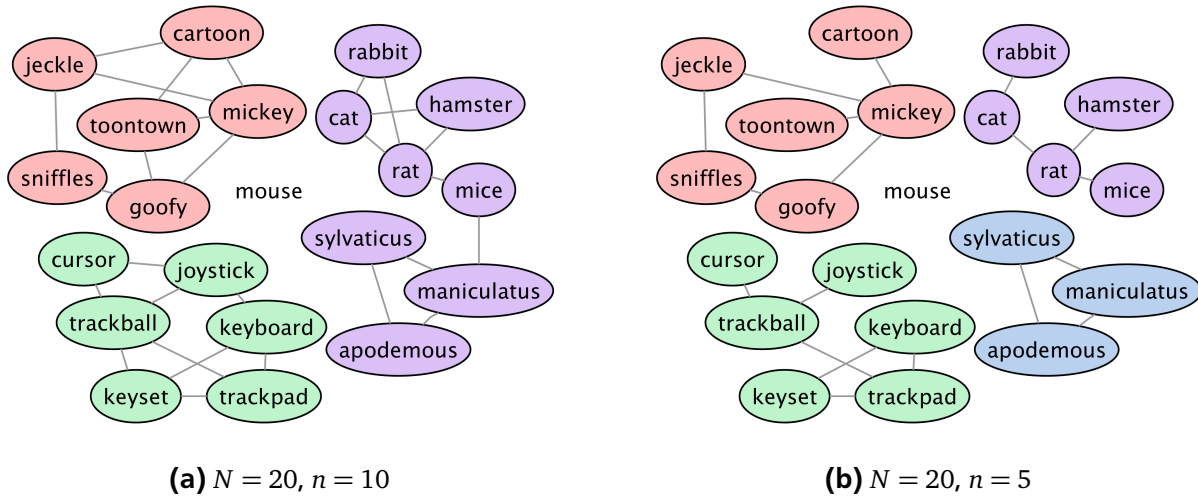 cartoon
jeckle
rabbit
mickey
hamster
cat
toontown
rat
sniffles
mice
mouse
goofy
sylvaticus
cursor
joystick
maniculatus
trackball
keyboard
apodemous
keyset
trackpad
(a) N = 20, n = 10
cartoon
rabbit
jeckle
mickey
hamster
cat
toontown
rat
sniffles
mice
mouse
goofy
sylvaticus
cursor
joystick
maniculatus
trackball
keyboard
apodemous
keyset
trackpad
(b) N = 20, n = 5